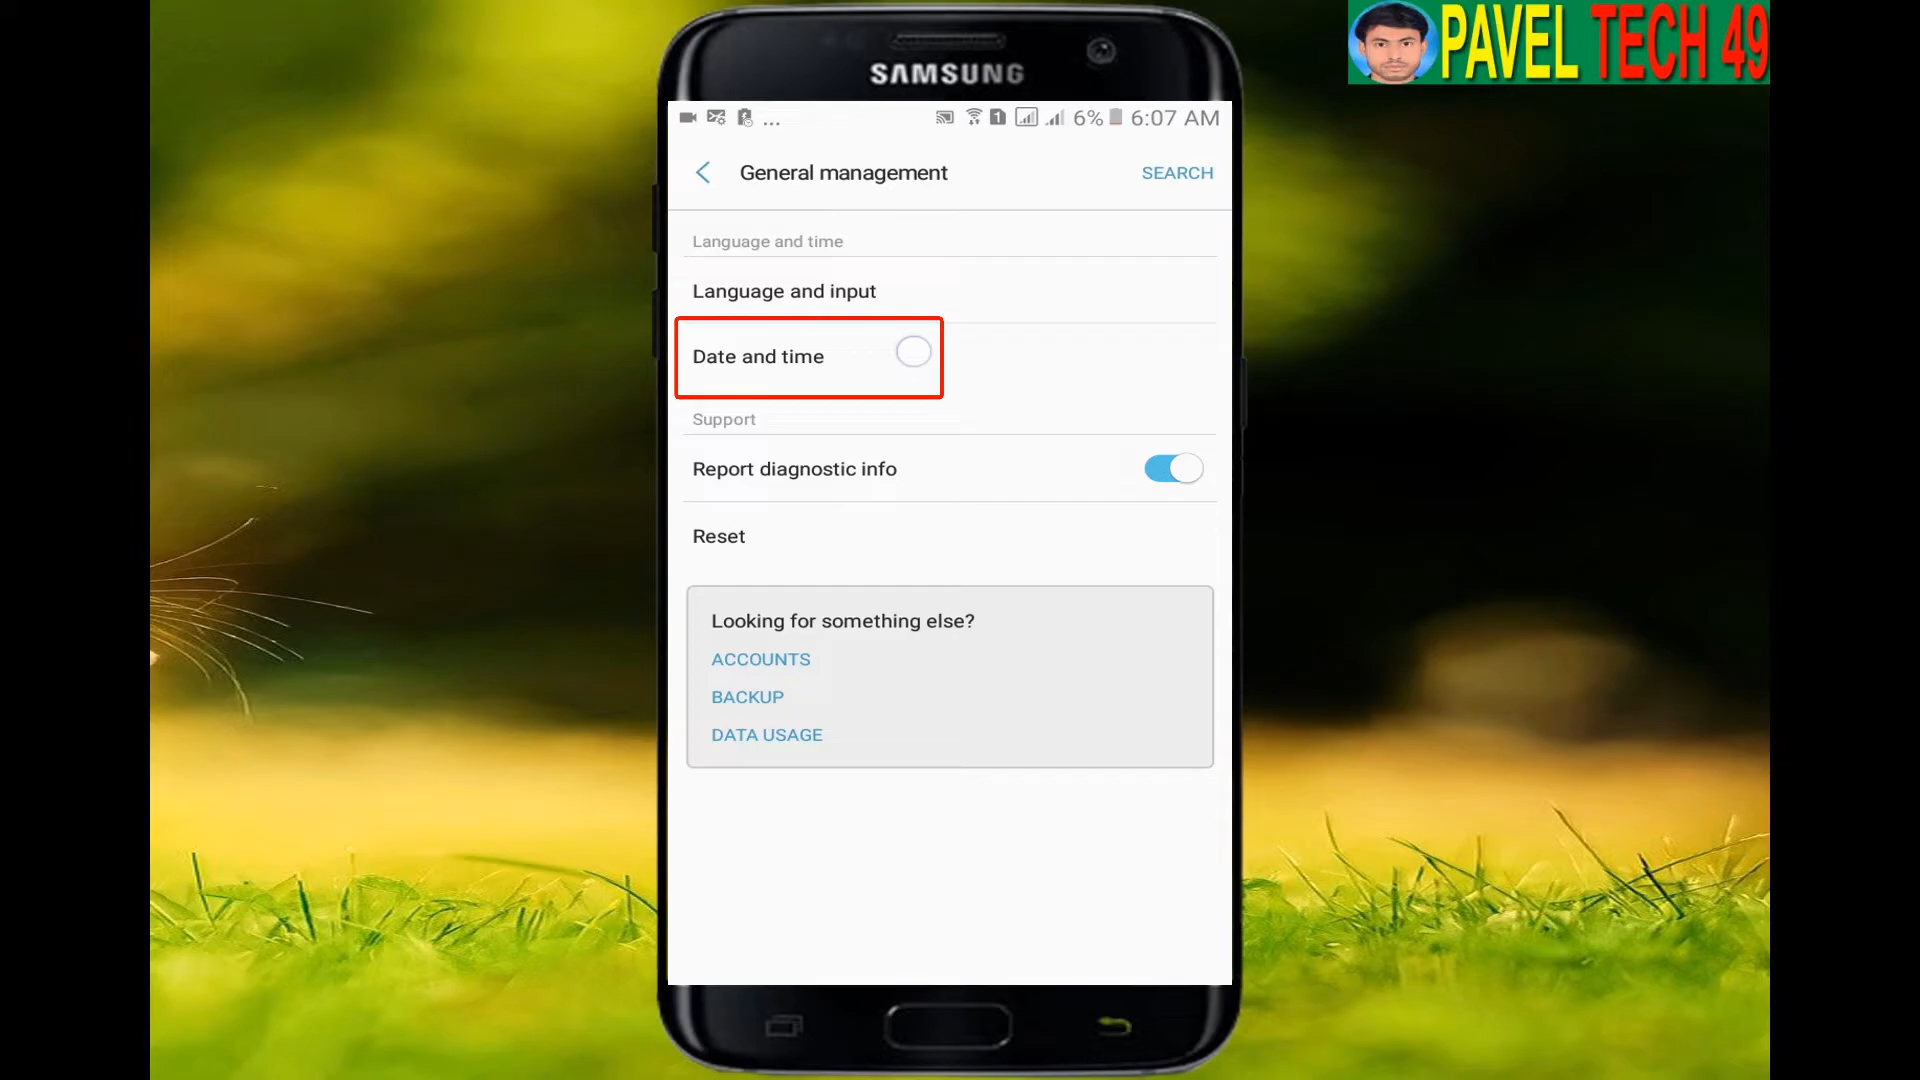 PAVEL TECH 49
SAMSUNG
... 1 6% 6:07 AM
General management SEARCH
Language and time
Language and input
Date and time
Support
Report diagnostic info
Reset
Looking for something else?
ACCOUNTS
BACKUP
DATA USAGE